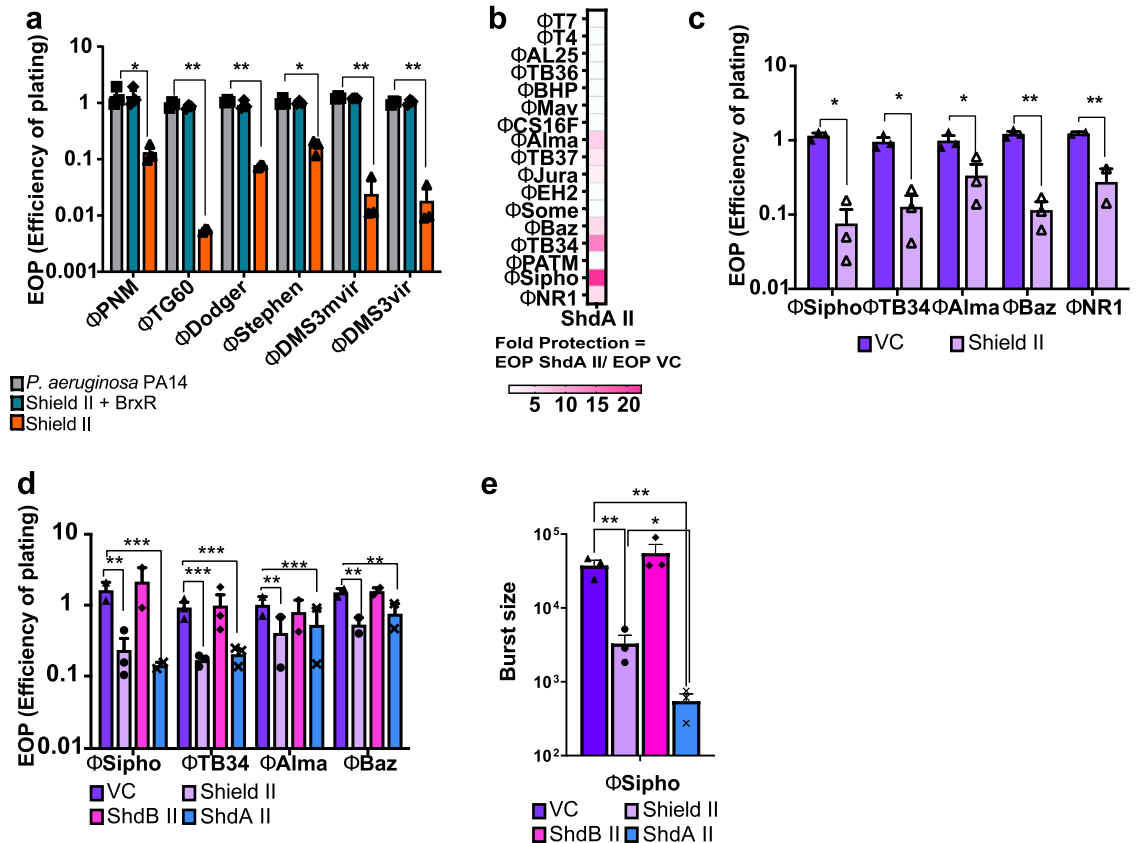 a
EOP (Efficiency of plating)
10
1
0.1
0.01
0.001
*
**
**
*
**
**
ΦPNM
ΦTG60
ΦDodger
ΦStephen
ΦDMS3mvir
ΦDMS3vir
P. aeruginosa PA14
Shield II + BrxR
Shield II
b
ΦT7
ΦT4
ΦAL25
ΦTB36
ΦBHP
ΦMav
ΦCS16F
ΦAlma
ΦTB37
ΦJura
ΦEH2
ΦSome
ΦBaz
ΦTB34
ΦPATM
ΦSipho
ΦNR1
ShdA II
Fold Protection =
EOP ShdA II/ EOP VC
5 10 15 20
c
EOP (Efficiency of plating)
10
1
0.1
0.01
*
*
*
**
**
ΦSipho ΦTB34 ΦAlma ΦBaz ΦNR1
VC Shield II
d
EOP (Efficiency of plating)
10
1
0.1
0.01
***
**
***
***
***
**
**
**
ΦSipho ΦTB34 ΦAlma ΦBaz
VC Shield II
ShdB II ShdA II
e
Burst size
10⁵
10⁴
10³
10²
**
** *
ΦSipho
VC Shield II
ShdB II ShdA II